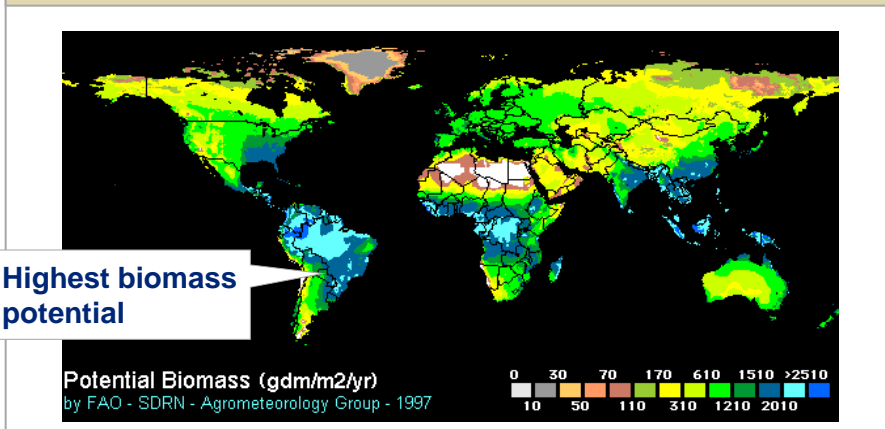 Highest biomass
potential
Potential Biomass (gdm/m2/yr)
by FAO - SDRN - Agrometeorology Group - 1997
0 30 70 170 610 1510 >2510
10 50 110 310 1210 2010